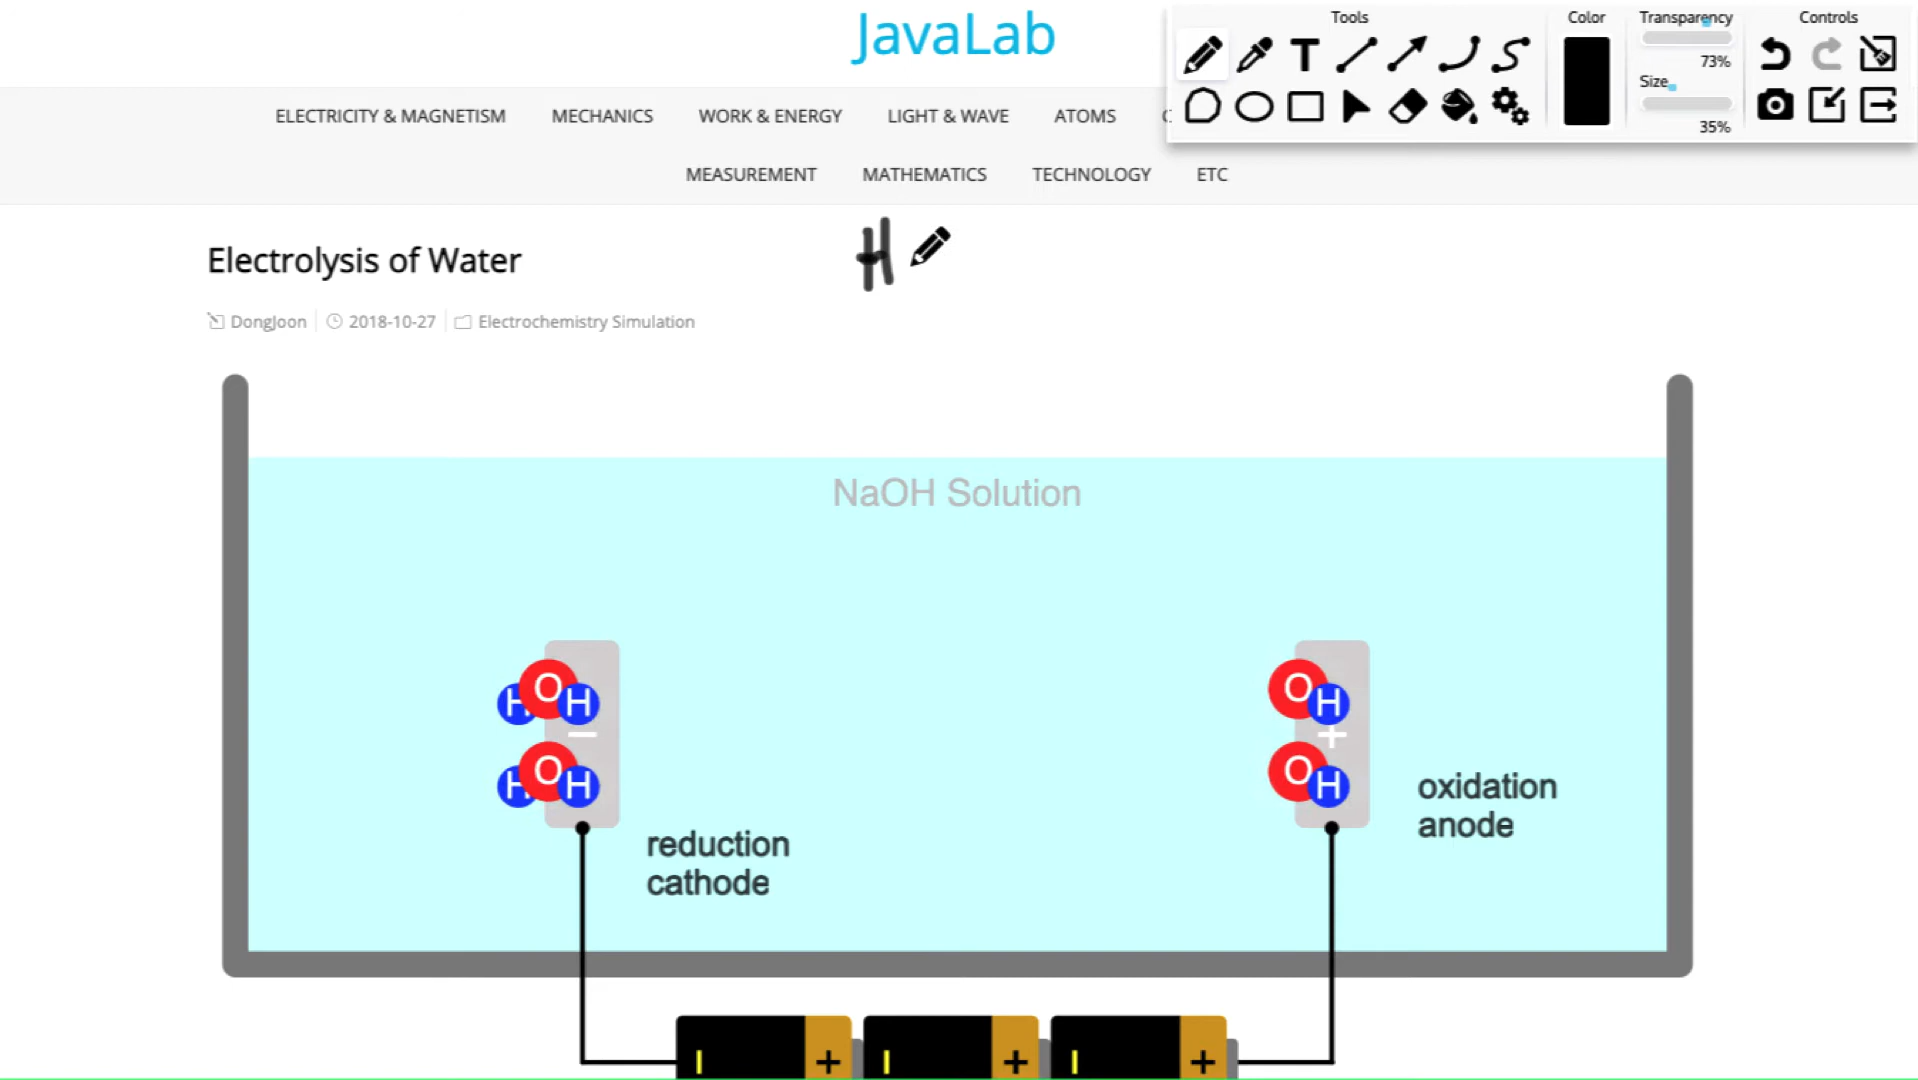 JavaLab
Tools
Color
Transparency
Controls
73%
Size
35%
ELECTRICITY & MAGNETISM MECHANICS WORK & ENERGY LIGHT & WAVE ATOMS
MEASUREMENT MATHEMATICS TECHNOLOGY ETC
H
Electrolysis of Water
DongJoon 2018-10-27 Electrochemistry Simulation
NaOH Solution
H O H
O H
−
+
H O H
O H
oxidation
anode
reduction
cathode
+ + +